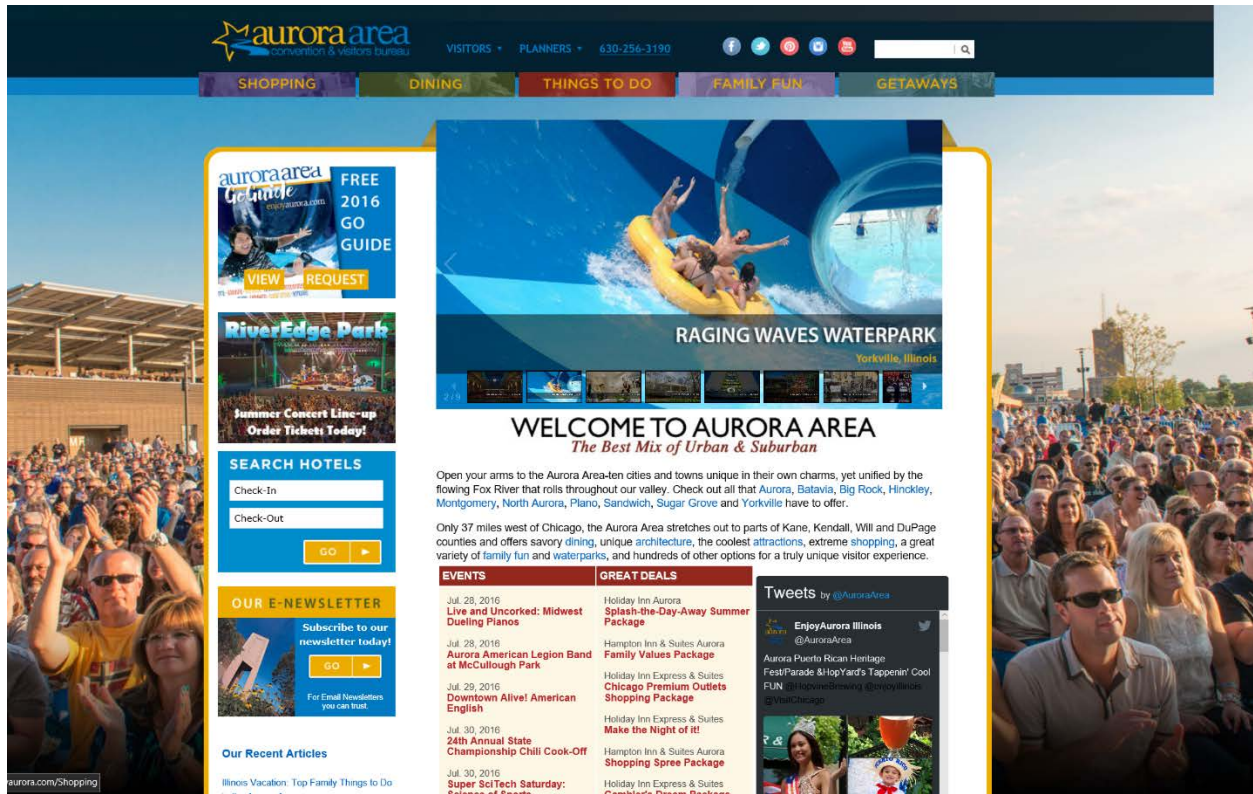 aurora area
convention & visitors bureau
VISITORS PLANNERS 630-256-3190
SHOPPING DINING THINGS TO DO FAMILY FUN GETAWAYS
aurora area
Go Guide
enjoyaurora.com
FREE
2016
GO
GUIDE
VIEW REQUEST
RiverEdge Park
Summer Concert Line-up
Order Tickets Today!
SEARCH HOTELS
Check-In
Check-Out
GO
OUR E-NEWSLETTER
Subscribe to our
newsletter today!
GO
For Email Newsletters
you can trust.
Our Recent Articles
Illinois Vacation: Top Family Things to Do
RAGING WAVES WATERPARK
Yorkville, Illinois
2 / 9
WELCOME TO AURORA AREA
The Best Mix of Urban & Suburban
Open your arms to the Aurora Area-ten cities and towns unique in their own charms, yet unified by the
flowing Fox River that rolls throughout our valley. Check out all that Aurora, Batavia, Big Rock, Hinckley,
Montgomery, North Aurora, Plano, Sandwich, Sugar Grove and Yorkville have to offer.
Only 37 miles west of Chicago, the Aurora Area stretches out to parts of Kane, Kendall, Will and DuPage
counties and offers savory dining, unique architecture, the coolest attractions, extreme shopping, a great
variety of family fun and waterparks, and hundreds of other options for a truly unique visitor experience.
EVENTS
Jul. 28, 2016
Live and Uncorked: Midwest
Dueling Pianos
Jul. 28, 2016
Aurora American Legion Band
at McCullough Park
Jul. 29, 2016
Downtown Alive! American
English
Jul. 30, 2016
24th Annual State
Championship Chili Cook-Off
Jul. 30, 2016
Super SciTech Saturday:
Science of Sports
GREAT DEALS
Holiday Inn Aurora
Splash-the-Day-Away Summer
Package
Hampton Inn & Suites Aurora
Family Values Package
Holiday Inn Express & Suites
Chicago Premium Outlets
Shopping Package
Holiday Inn Express & Suites
Make the Night of it!
Hampton Inn & Suites Aurora
Shopping Spree Package
Holiday Inn Express & Suites
Gambler's Dream Package
Tweets by @AuroraArea
EnjoyAurora Illinois
@AuroraArea
Aurora Puerto Rican Heritage
Fest/Parade &HopYard's Tappenin' Cool
FUN @HopvineBrewing @enjoyillinois
@VisitChicago
aurora.com/Shopping